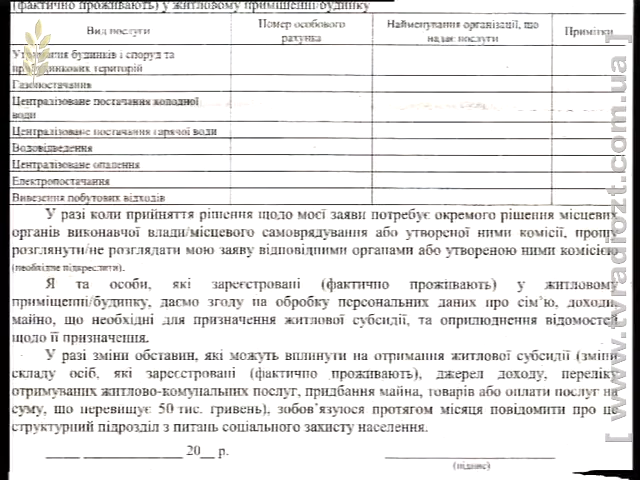 (фактично проживають) у житловому приміщенні/будинку
Вид послуги
Номер особового рахунка
Найменування організації, що надає послуги
Примітки
Утримання будинків і споруд та
прибудинкових територій
Газопостачання
Централізоване постачання холодної
води
Централізоване постачання гарячої води
Водовідведення
Централізоване опалення
Електропостачання
Вивезення побутових відходів
У разі коли прийняття рішення щодо моєї заяви потребує окремого рішення місцевих
органів виконавчої влади/місцевого самоврядування або утвореної ними комісії, прошу
розглянути/не розглядати мою заяву відповідними органами або утвореною ними комісією
(необхідне підкреслити).
Я та особи, які зареєстровані (фактично проживають) у житловому
приміщенні/будинку, даємо згоду на обробку персональних даних про сім’ю, доходи,
майно, що необхідні для призначення житлової субсидії, та оприлюднення відомостей
щодо її призначення.
У разі зміни обставин, які можуть вплинути на отримання житлової субсидії (зміни
складу осіб, які зареєстровані (фактично проживають), джерел доходу, переліку
отримуваних житлово-комунальних послуг, придбання майна, товарів або оплати послуг на
суму, що перевищує 50 тис. гривень), зобов’язуюся протягом місяця повідомити про це
структурний підрозділ з питань соціального захисту населення.
_____ _______________ 20__ р.
(підпис)
[ www.tvradiozt.com.ua ]